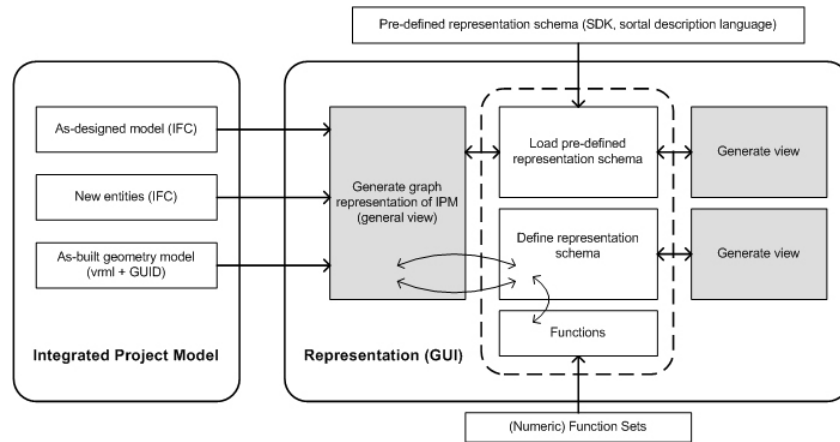 Pre-defined representation schema (SDK, sortal description language)
As-designed model (IFC)
New entities (IFC)
As-built geometry model
(vrml + GUID)
Integrated Project Model
Generate graph
representation of IPM
(general view)
Load pre-defined
representation schema
Generate view
Define representation
schema
Generate view
Functions
Representation (GUI)
(Numeric) Function Sets